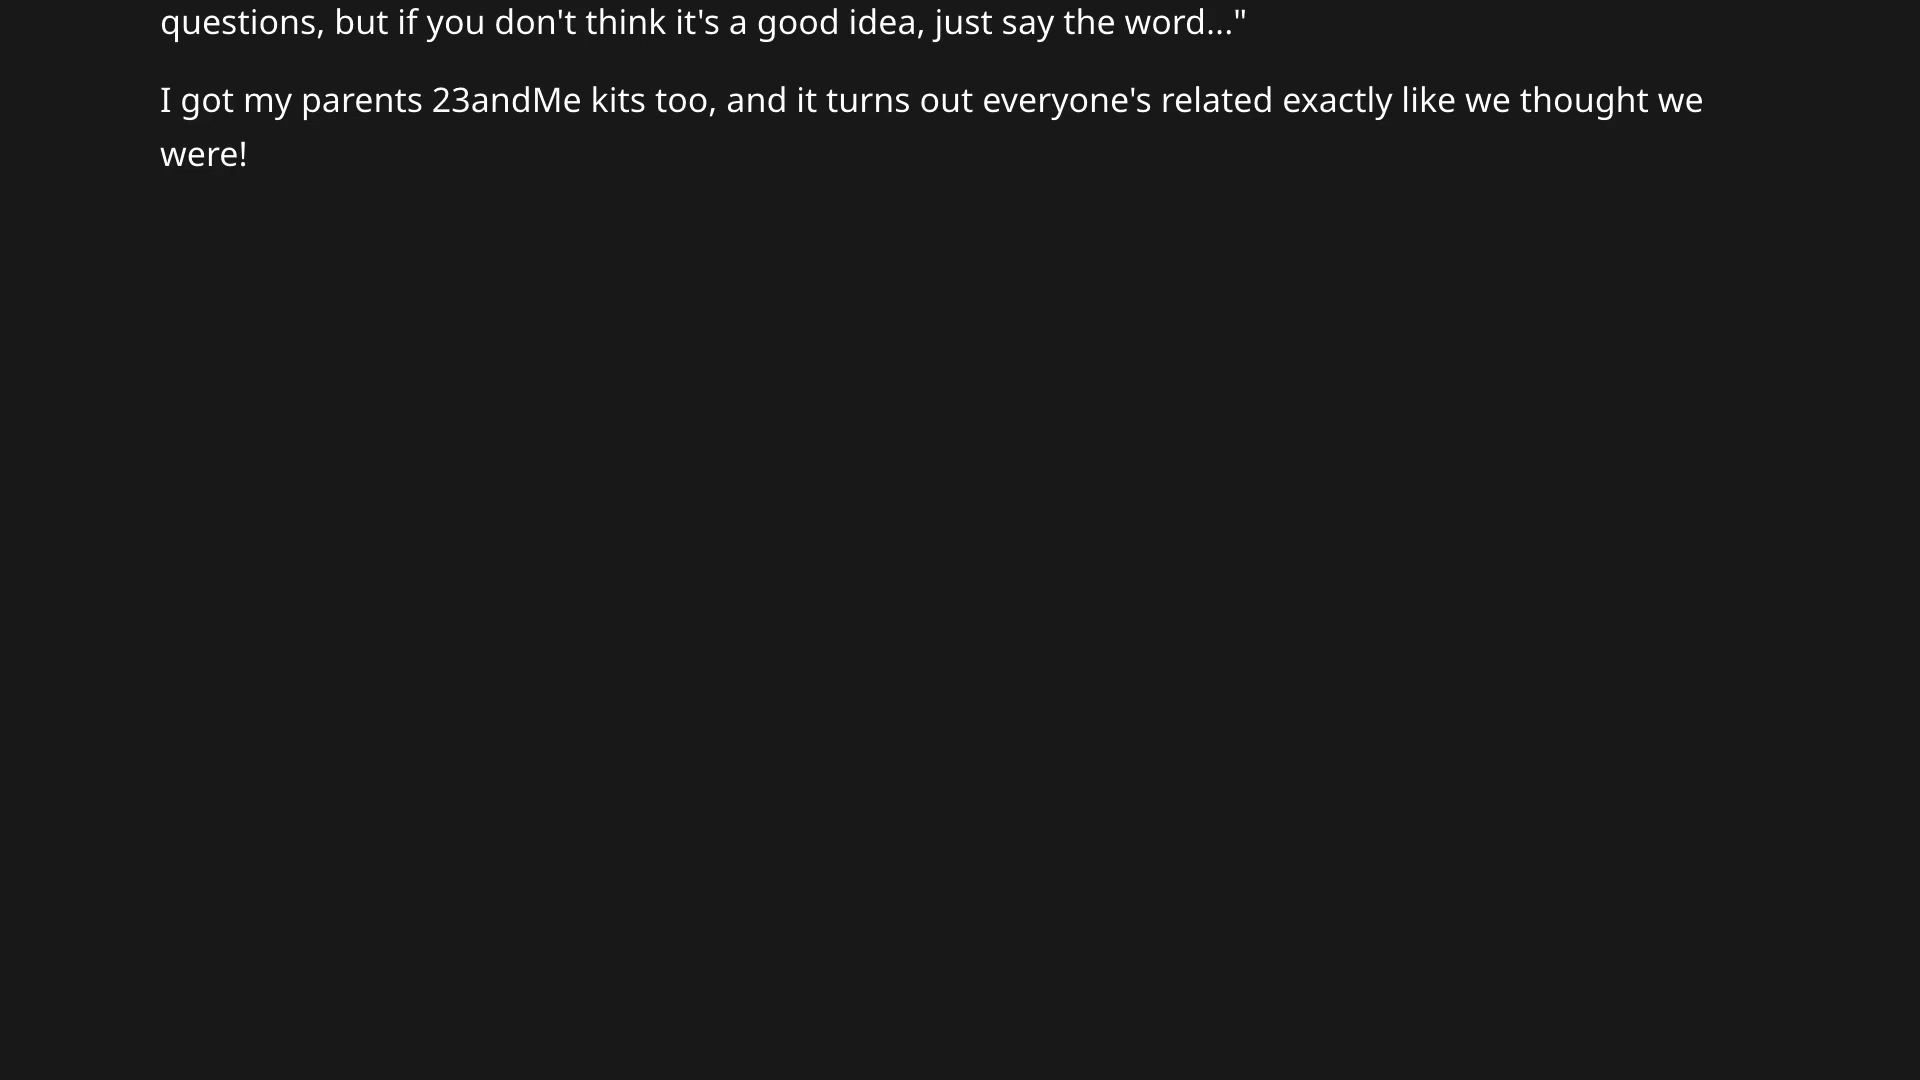 questions, but if you don't think it's a good idea, just say the word..."
I got my parents 23andMe kits too, and it turns out everyone's related exactly like we thought we
were!